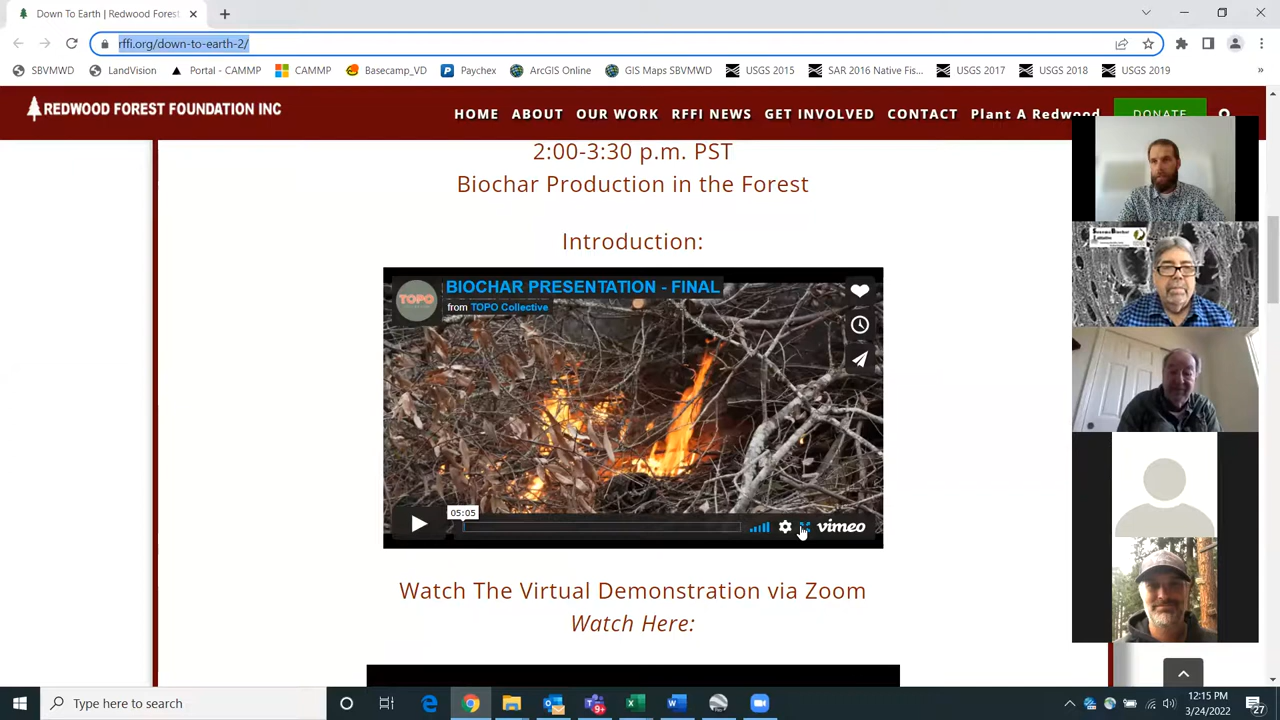 Down To Earth | Redwood Forest F
rffi.org/down-to-earth-2/
SBVMWD LandVision Portal - CAMMP CAMMP Basecamp_VD Paychex ArcGIS Online GIS Maps SBVMWD USGS 2015 SAR 2016 Native Fis... USGS 2017 USGS 2018 USGS 2019 »
REDWOOD FOREST FOUNDATION INC
HOME ABOUT OUR WORK RFFI NEWS GET INVOLVED CONTACT Plant A Redwood DONATE
2:00-3:30 p.m. PST
Biochar Production in the Forest
Introduction:
TOPO
BIOCHAR PRESENTATION - FINAL
from TOPO Collective
05:05
vimeo
Watch The Virtual Demonstration via Zoom
Watch Here:
Type here to search
12:15 PM
3/24/2022
27